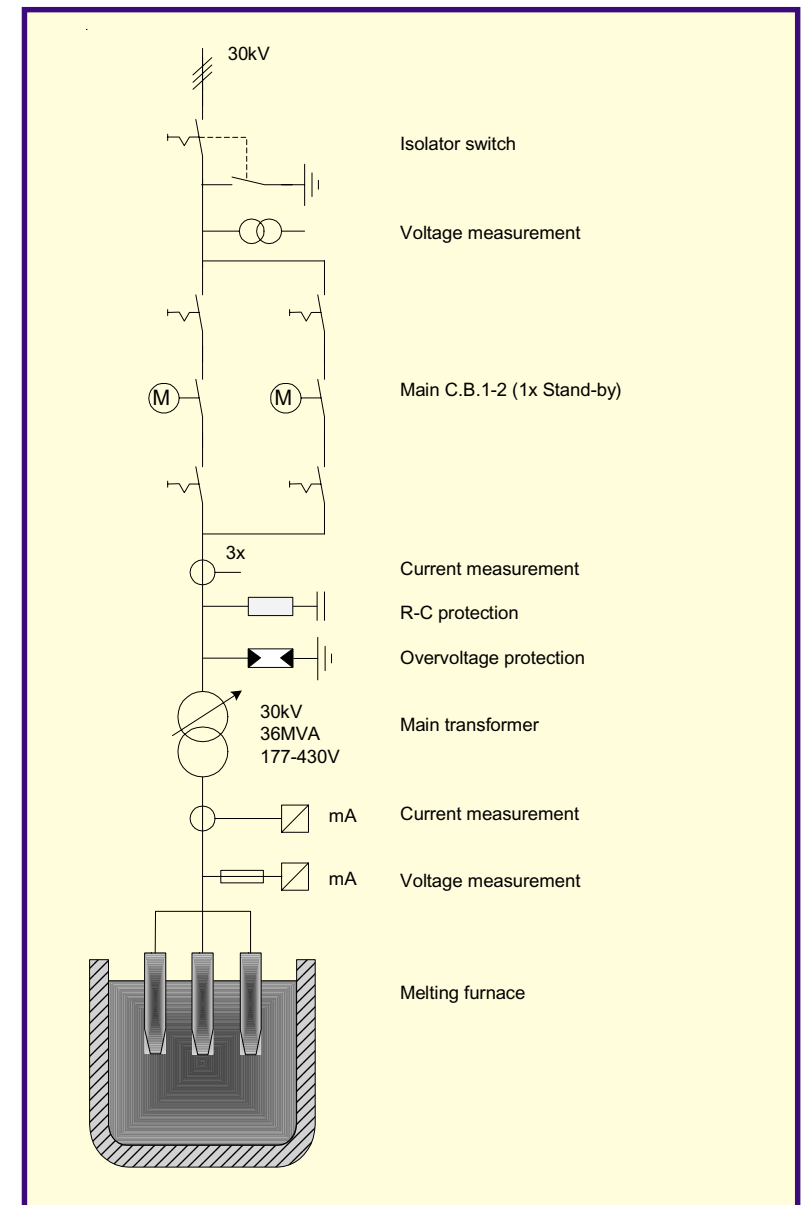 30kV
Isolator switch
Voltage measurement
M
M
Main C.B.1-2 (1x Stand-by)
3x
Current measurement
R-C protection
Overvoltage protection
30kV
36MVA
177-430V
Main transformer
mA
Current measurement
mA
Voltage measurement
Melting furnace